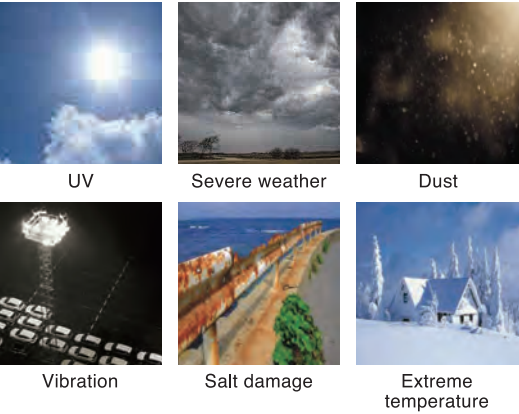 UV
Severe weather
Dust
Vibration
Salt damage
Extreme
temperature